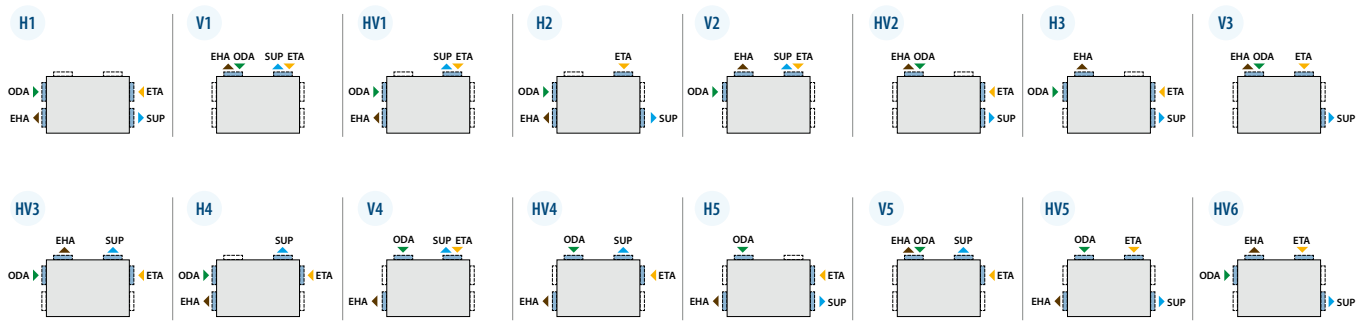 H1
V1
HV1
H2
V2
HV2
H3
V3
EHA ODA SUP ETA
SUP ETA
ETA
EHA SUP ETA
EHA ODA
EHA
EHA ODA ETA
ODA ETA
ODA
ODA
ODA
ETA
ODA ETA
EHA SUP
EHA
EHA SUP
SUP
SUP
SUP
HV3
H4
V4
HV4
H5
V5
HV5
HV6
EHA SUP
SUP
ODA SUP ETA
ODA SUP
ODA
EHA ODA SUP
ODA ETA
EHA ETA
ODA ETA
ODA ETA
ETA
ETA
ETA
ODA
EHA
EHA
EHA
EHA SUP
EHA SUP
SUP